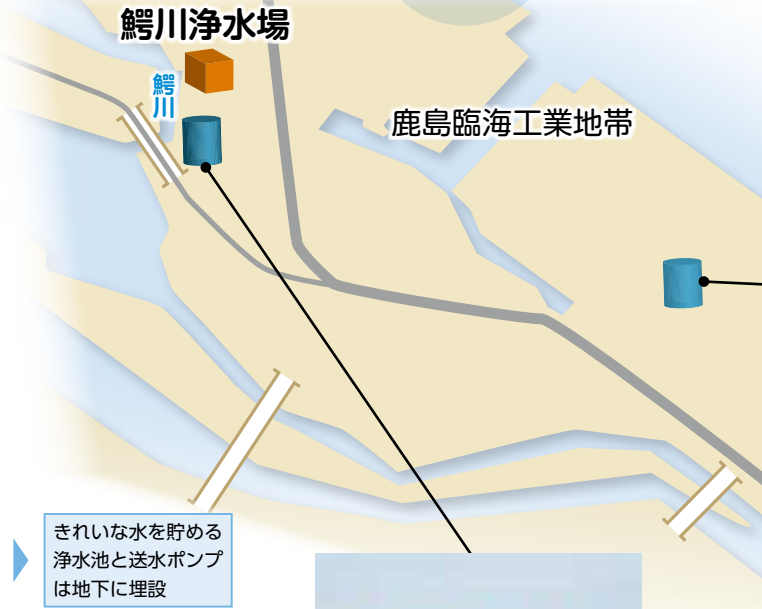 鰐川浄水場
鰐川
鹿島臨海工業地帯
きれいな水を貯める
浄水池と送水ポンプ
は地下に埋設